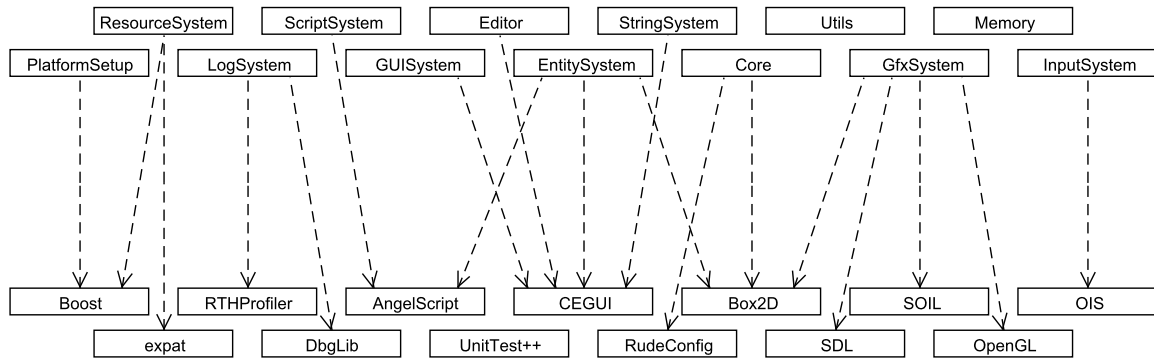 ResourceSystem ScriptSystem Editor StringSystem Utils Memory
PlatformSetup LogSystem GUISystem EntitySystem Core GfxSystem InputSystem
Boost RTHProfiler AngelScript CEGUI Box2D SOIL OIS
expat DbgLib UnitTest++ RudeConfig SDL OpenGL